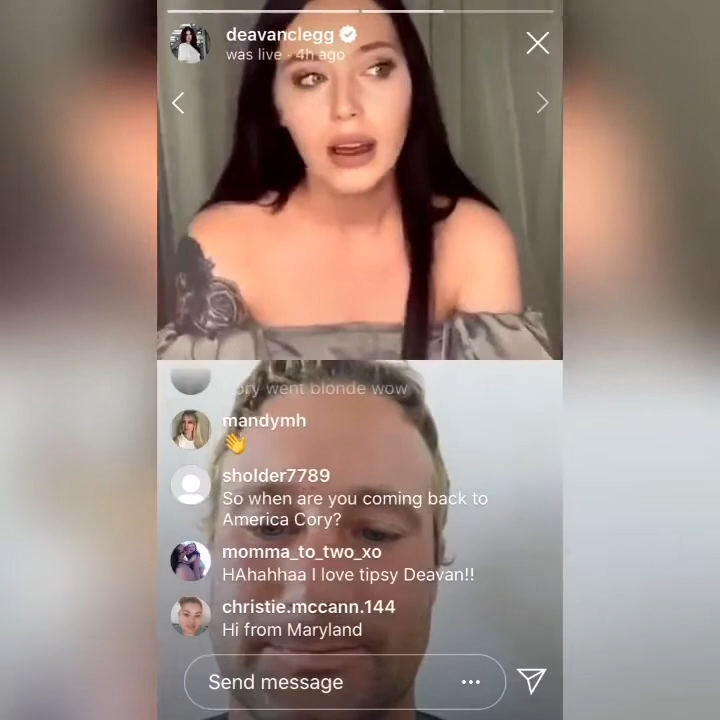 deavanclegg
was live · 4h ago
ory went blonde wow
mandymh
👋
sholder7789
So when are you coming back to
America Cory?
momma_to_two_xo
HAhahhaa I love tipsy Deavan!!
christie.mccann.144
Hi from Maryland
Send message